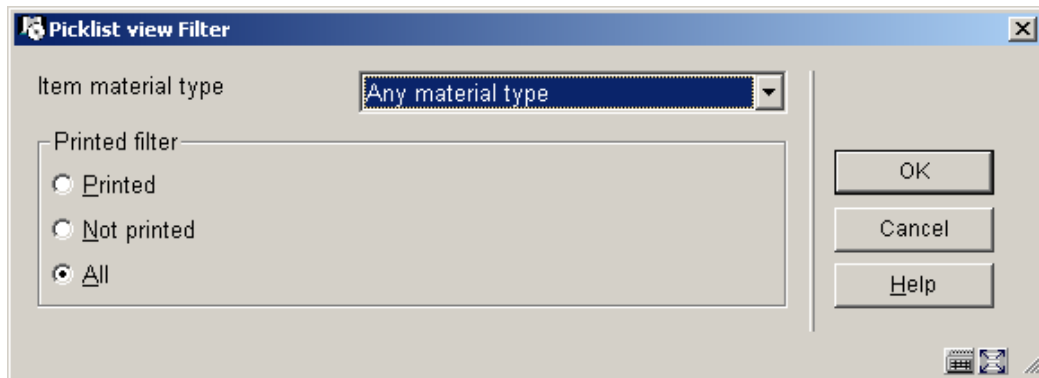 Picklist view Filter
Item material type
Any material type
Printed filter
Printed
Not printed
All
OK
Cancel
Help